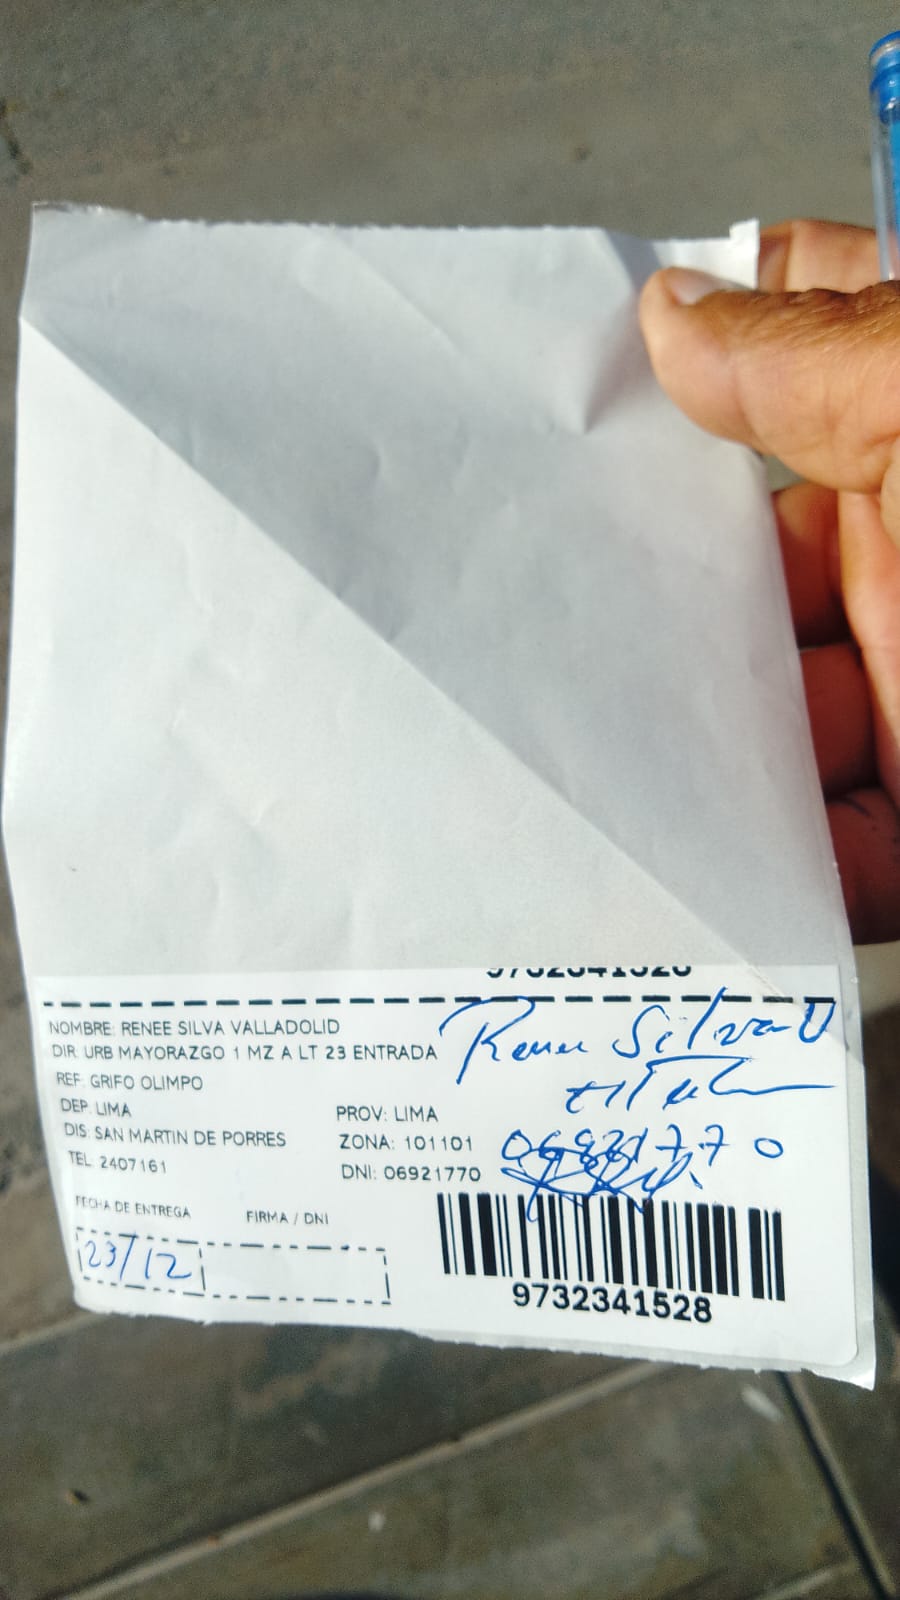 9732341528
NOMBRE: RENEE SILVA VALLADOLID
DIR: URB MAYORAZGO 1 MZ A LT 23 ENTRADA
REF: GRIFO OLIMPO
DEP: LIMA
PROV: LIMA
DIS: SAN MARTIN DE PORRES
ZONA: 101101
TEL: 2407161
DNI: 06921770
Renee Silva V
FECHA DE ENTREGA
FIRMA / DNI
23/12
9732341528